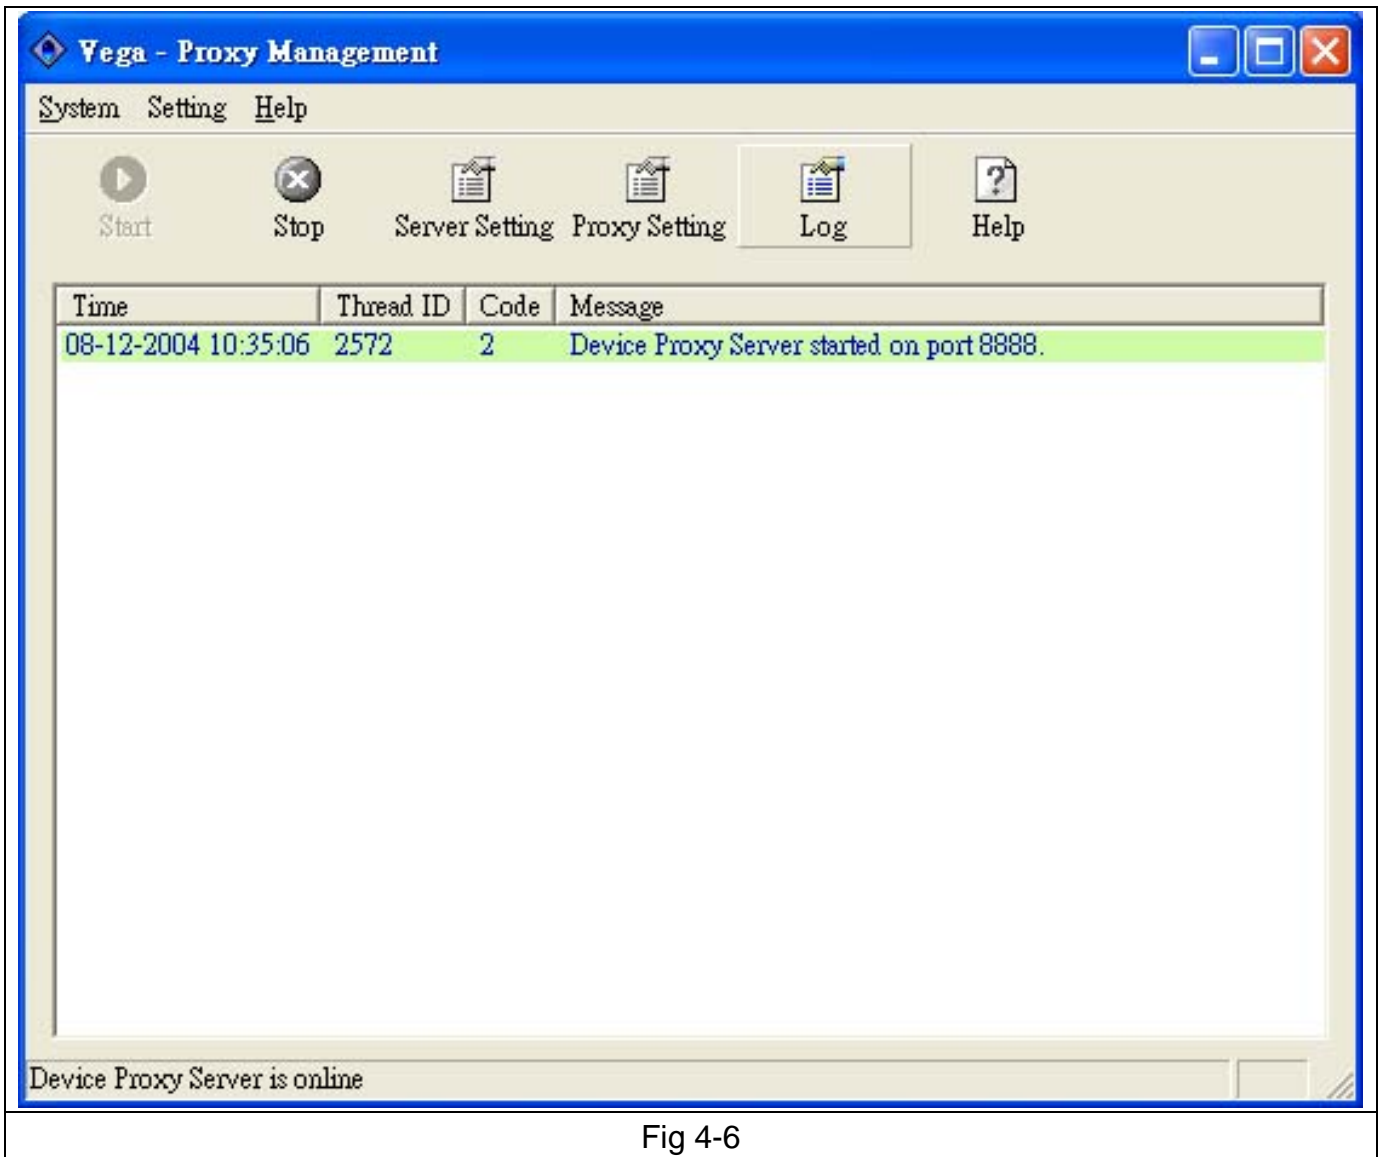 Vega - Proxy Management
System Setting Help
Start Stop Server Setting Proxy Setting Log Help
Time Thread ID Code Message
08-12-2004 10:35:06 2572 2 Device Proxy Server started on port 8888.
Device Proxy Server is online
Fig 4-6